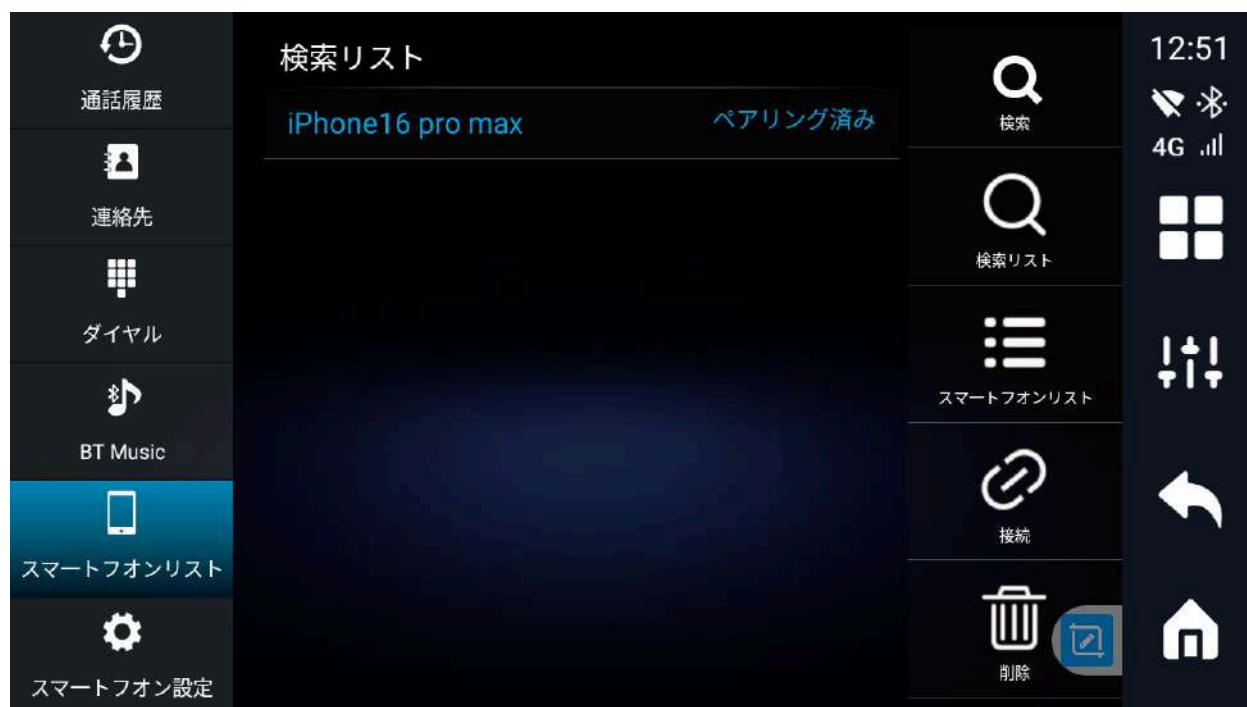 通話履歴
連絡先
ダイヤル
BT Music
スマートフオンリスト
スマートフオン設定
検索リスト
iPhone16 pro max ペアリング済み
検索
検索リスト
スマートフオンリスト
接続
削除
12:51
4G